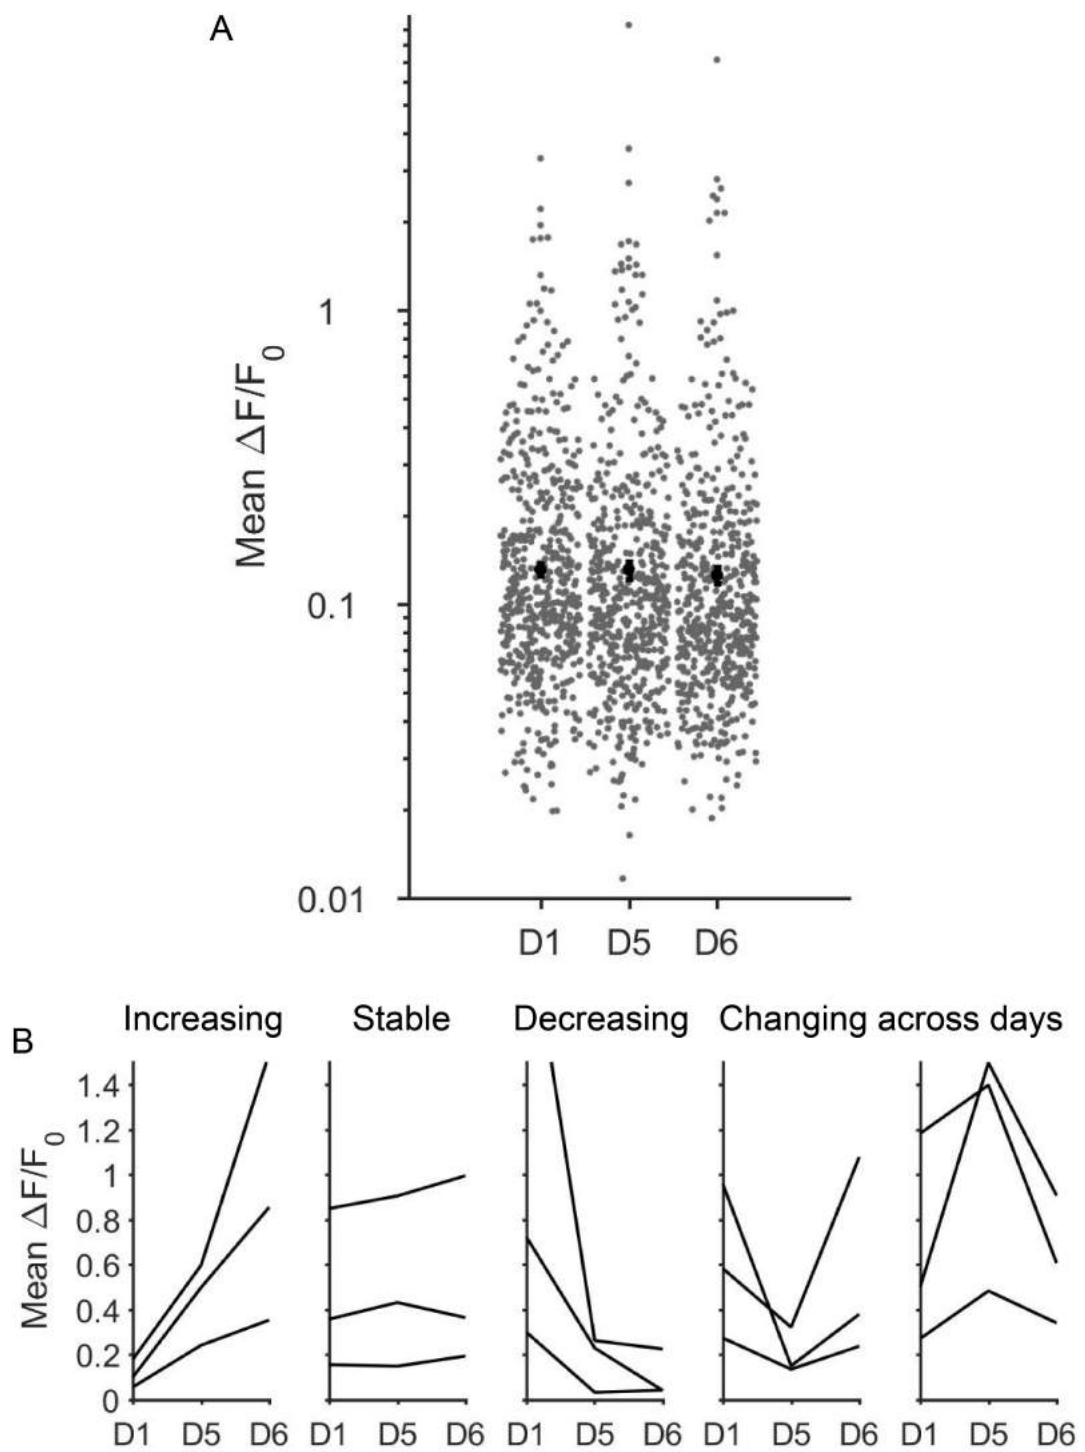 A
Mean ΔF/F0
1
0.1
0.01
D1 D5 D6
B
Increasing Stable Decreasing Changing across days
Mean ΔF/F0
1.4
1.2
1
0.8
0.6
0.4
0.2
0
D1 D5 D6 D1 D5 D6 D1 D5 D6 D1 D5 D6 D1 D5 D6